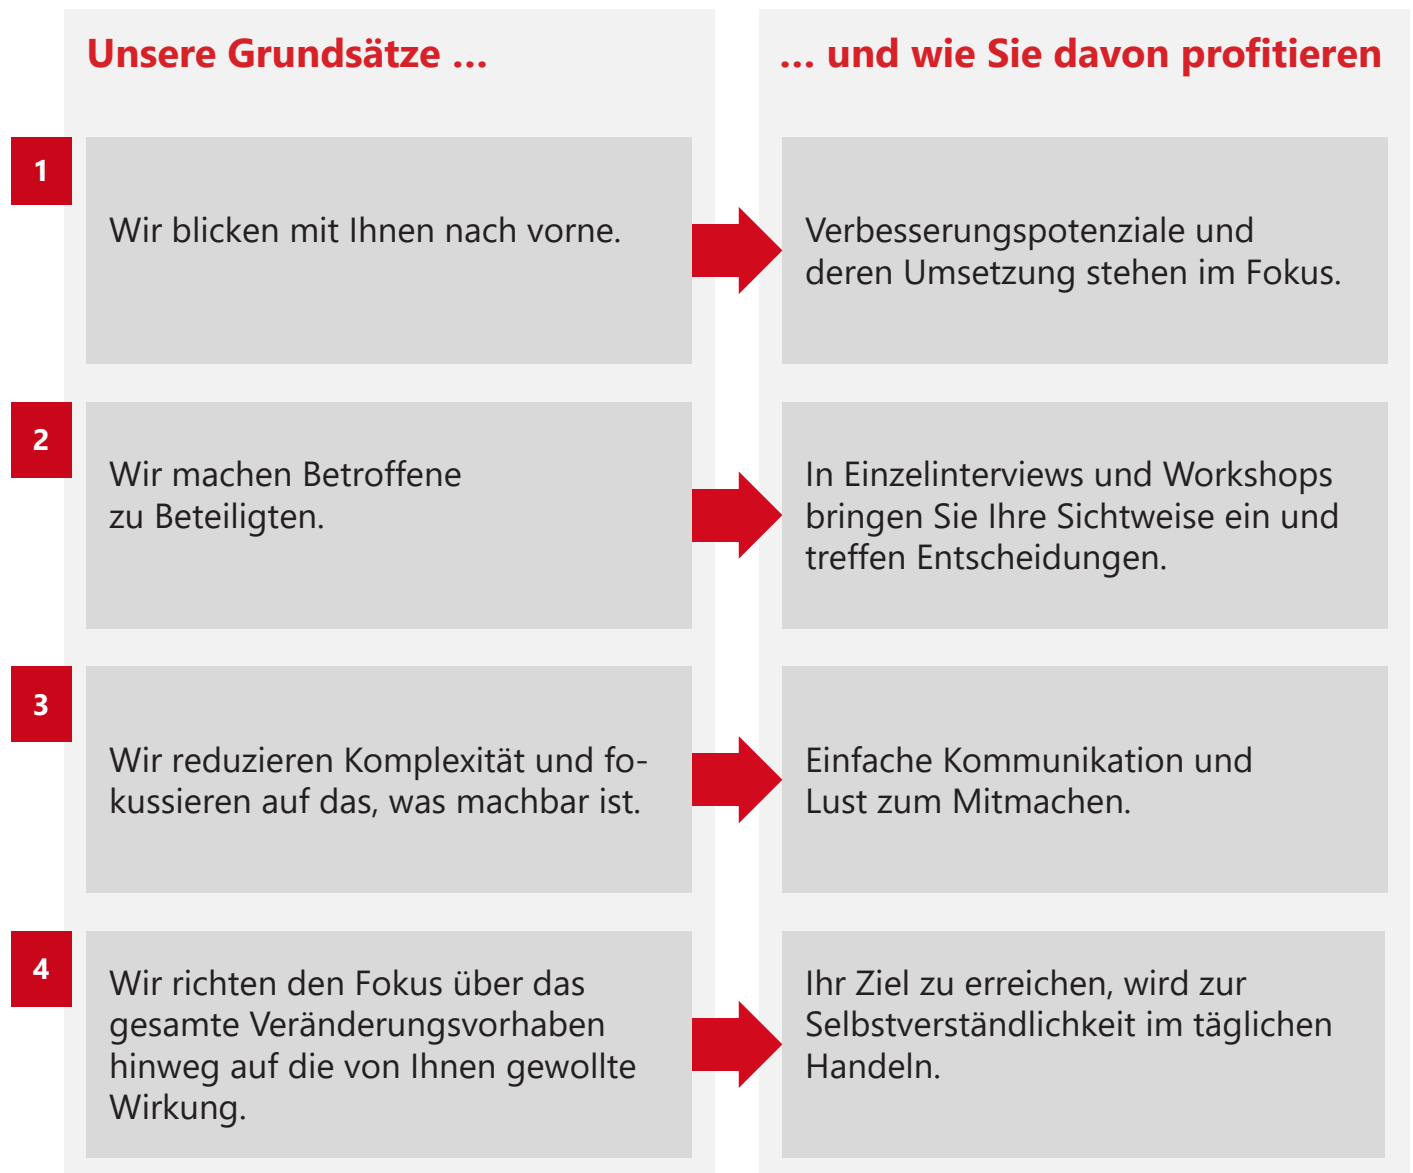 Unsere Grundsätze …
… und wie Sie davon profitieren
1
Wir blicken mit Ihnen nach vorne.
Verbesserungspotenziale und
deren Umsetzung stehen im Fokus.
2
Wir machen Betroffene
zu Beteiligten.
In Einzelinterviews und Workshops
bringen Sie Ihre Sichtweise ein und
treffen Entscheidungen.
3
Wir reduzieren Komplexität und fo-
kussieren auf das, was machbar ist.
Einfache Kommunikation und
Lust zum Mitmachen.
4
Wir richten den Fokus über das
gesamte Veränderungsvorhaben
hinweg auf die von Ihnen gewollte
Wirkung.
Ihr Ziel zu erreichen, wird zur
Selbstverständlichkeit im täglichen
Handeln.